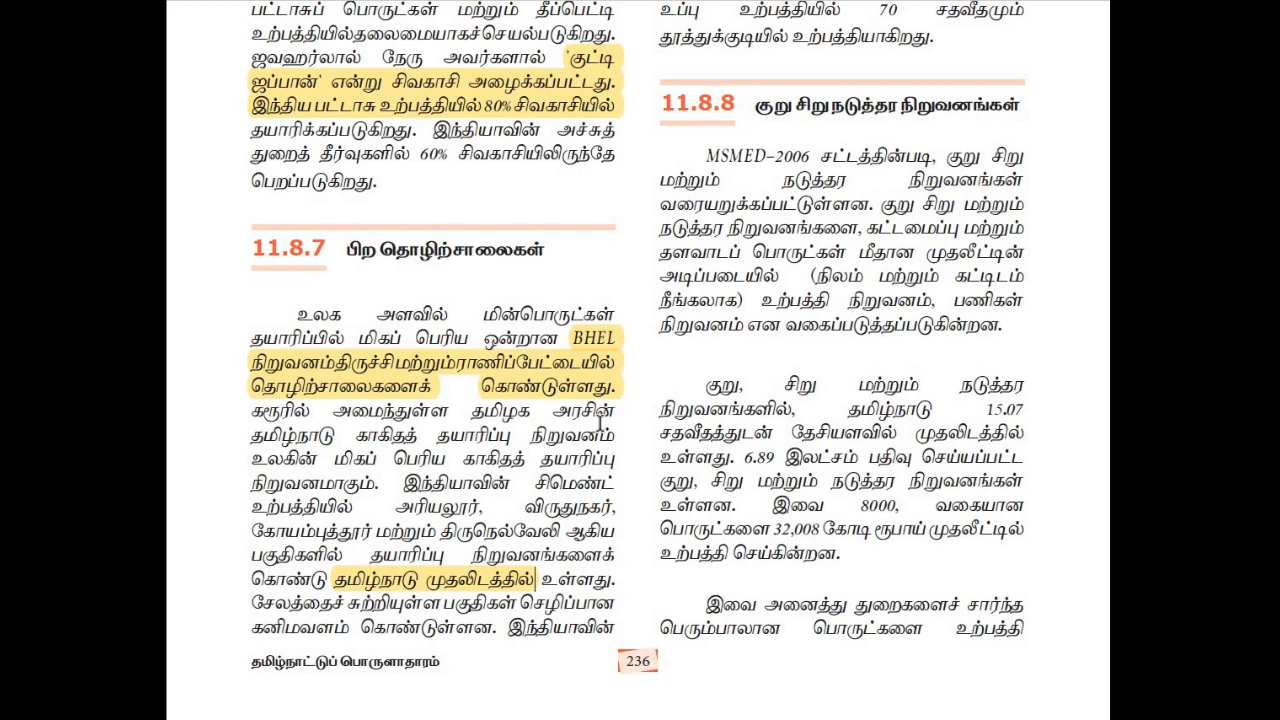 பட்டாசுப் பொருட்கள் மற்றும் தீப்பெட்டி
உற்பத்தியில்தலைமையாகச்செயல்படுகிறது.
ஜவஹர்லால் நேரு அவர்களால் 'குட்டி
ஜப்பான்' என்று சிவகாசி அழைக்கப்பட்டது.
இந்திய பட்டாசு உற்பத்தியில் 80% சிவகாசியில்
தயாரிக்கப்படுகிறது. இந்தியாவின் அச்சுத்
துறைத் தீர்வுகளில் 60% சிவகாசியிலிருந்தே
பெறப்படுகிறது.
11.8.7 பிற தொழிற்சாலைகள்
உலக அளவில் மின்பொருட்கள்
தயாரிப்பில் மிகப் பெரிய ஒன்றான BHEL
நிறுவனம்திருச்சிமற்றும்ராணிப்பேட்டையில்
தொழிற்சாலைகளைக் கொண்டுள்ளது.
கரூரில் அமைந்துள்ள தமிழக அரசின்
தமிழ்நாடு காகிதத் தயாரிப்பு நிறுவனம்
உலகின் மிகப் பெரிய காகிதத் தயாரிப்பு
நிறுவனமாகும். இந்தியாவின் சிமெண்ட்
உற்பத்தியில் அரியலூர், விருதுநகர்,
கோயம்புத்தூர் மற்றும் திருநெல்வேலி ஆகிய
பகுதிகளில் தயாரிப்பு நிறுவனங்களைக்
கொண்டு தமிழ்நாடு முதலிடத்தில் உள்ளது.
சேலத்தைச் சுற்றியுள்ள பகுதிகள் செழிப்பான
கனிமவளம் கொண்டுள்ளன. இந்தியாவின்
உப்பு உற்பத்தியில் 70 சதவீதமும்
தூத்துக்குடியில் உற்பத்தியாகிறது.
11.8.8 குறு சிறு நடுத்தர நிறுவனங்கள்
MSMED-2006 சட்டத்தின்படி, குறு சிறு
மற்றும் நடுத்தர நிறுவனங்கள்
வரையறுக்கப்பட்டுள்ளன. குறு சிறு மற்றும்
நடுத்தர நிறுவனங்களை, கட்டமைப்பு மற்றும்
தளவாடப் பொருட்கள் மீதான முதலீட்டின்
அடிப்படையில் (நிலம் மற்றும் கட்டிடம்
நீங்கலாக) உற்பத்தி நிறுவனம், பணிகள்
நிறுவனம் என வகைப்படுத்தப்படுகின்றன.
குறு, சிறு மற்றும் நடுத்தர
நிறுவனங்களில், தமிழ்நாடு 15.07
சதவீதத்துடன் தேசியளவில் முதலிடத்தில்
உள்ளது. 6.89 இலட்சம் பதிவு செய்யப்பட்ட
குறு, சிறு மற்றும் நடுத்தர நிறுவனங்கள்
உள்ளன. இவை 8000, வகையான
பொருட்களை 32,008 கோடி ரூபாய் முதலீட்டில்
உற்பத்தி செய்கின்றன.
இவை அனைத்து துறைகளைச் சார்ந்த
பெரும்பாலான பொருட்களை உற்பத்தி
தமிழ்நாட்டுப் பொருளாதாரம்
236